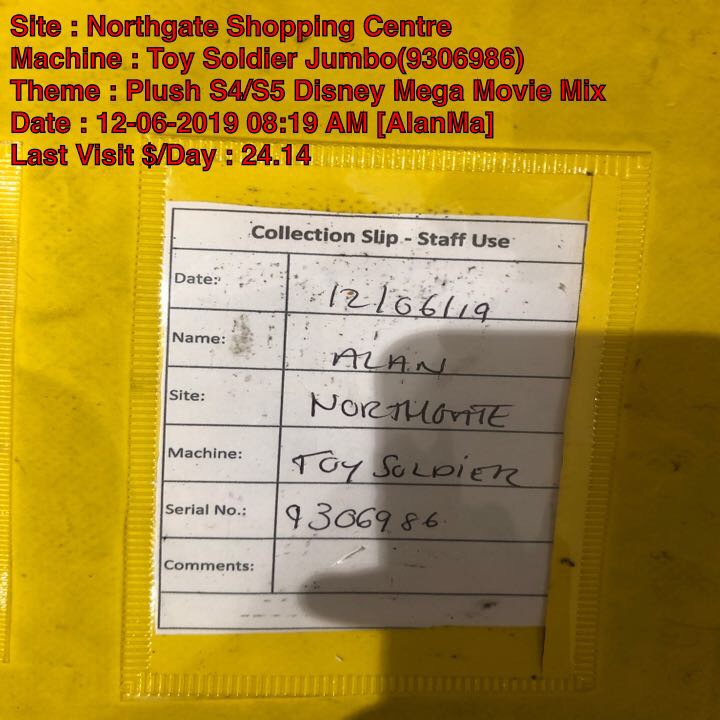 Site : Northgate Shopping Centre
Machine : Toy Soldier Jumbo(9306986)
Theme : Plush S4/S5 Disney Mega Movie Mix
Date : 12-06-2019 08:19 AM [AlanMa]
Last Visit $/Day : 24.14
Collection Slip - Staff Use
Date: 12/06/19
Name: ALAN
Site: NORTHGATE
Machine: TOY SOLDIER
Serial No.: 9306986
Comments: